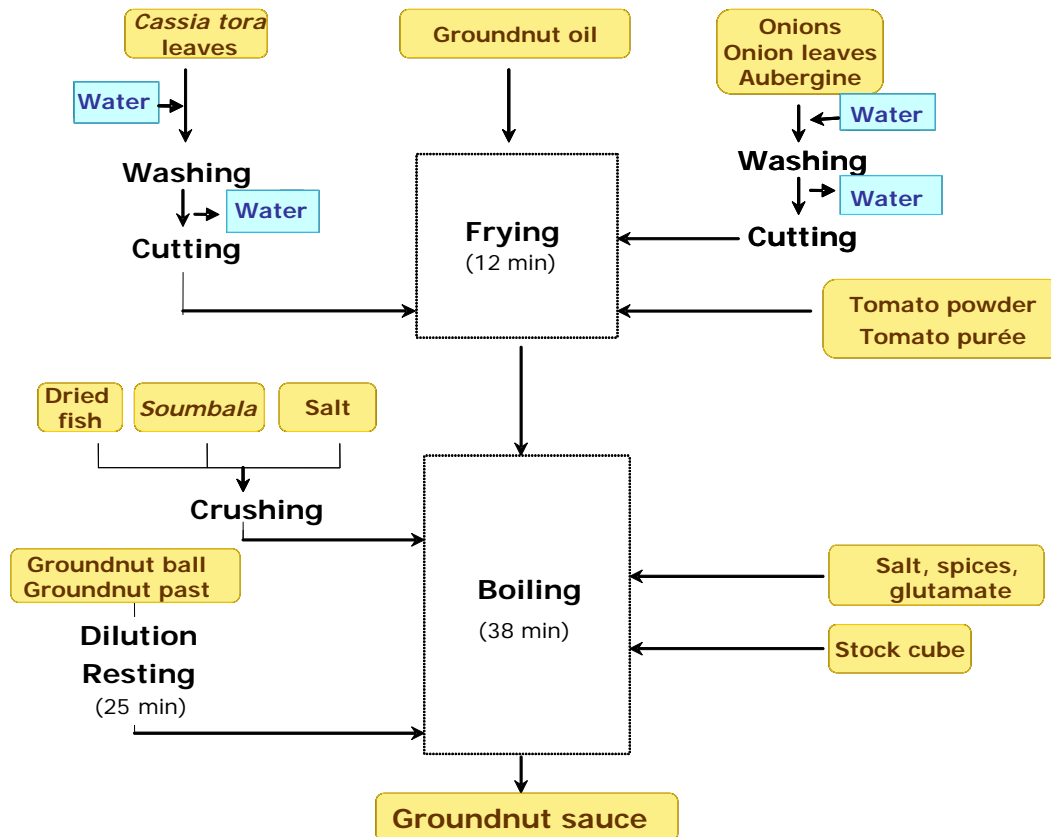 Cassia tora
leaves
Groundnut oil
Onions
Onion leaves
Aubergine
Water
Water
Washing
Washing
Water
Water
Cutting
Frying
(12 min)
Cutting
Tomato powder
Tomato purée
Dried
fish
Soumbala
Salt
Crushing
Groundnut ball
Groundnut past
Boiling
(38 min)
Salt, spices,
glutamate
Dilution
Resting
(25 min)
Stock cube
Groundnut sauce